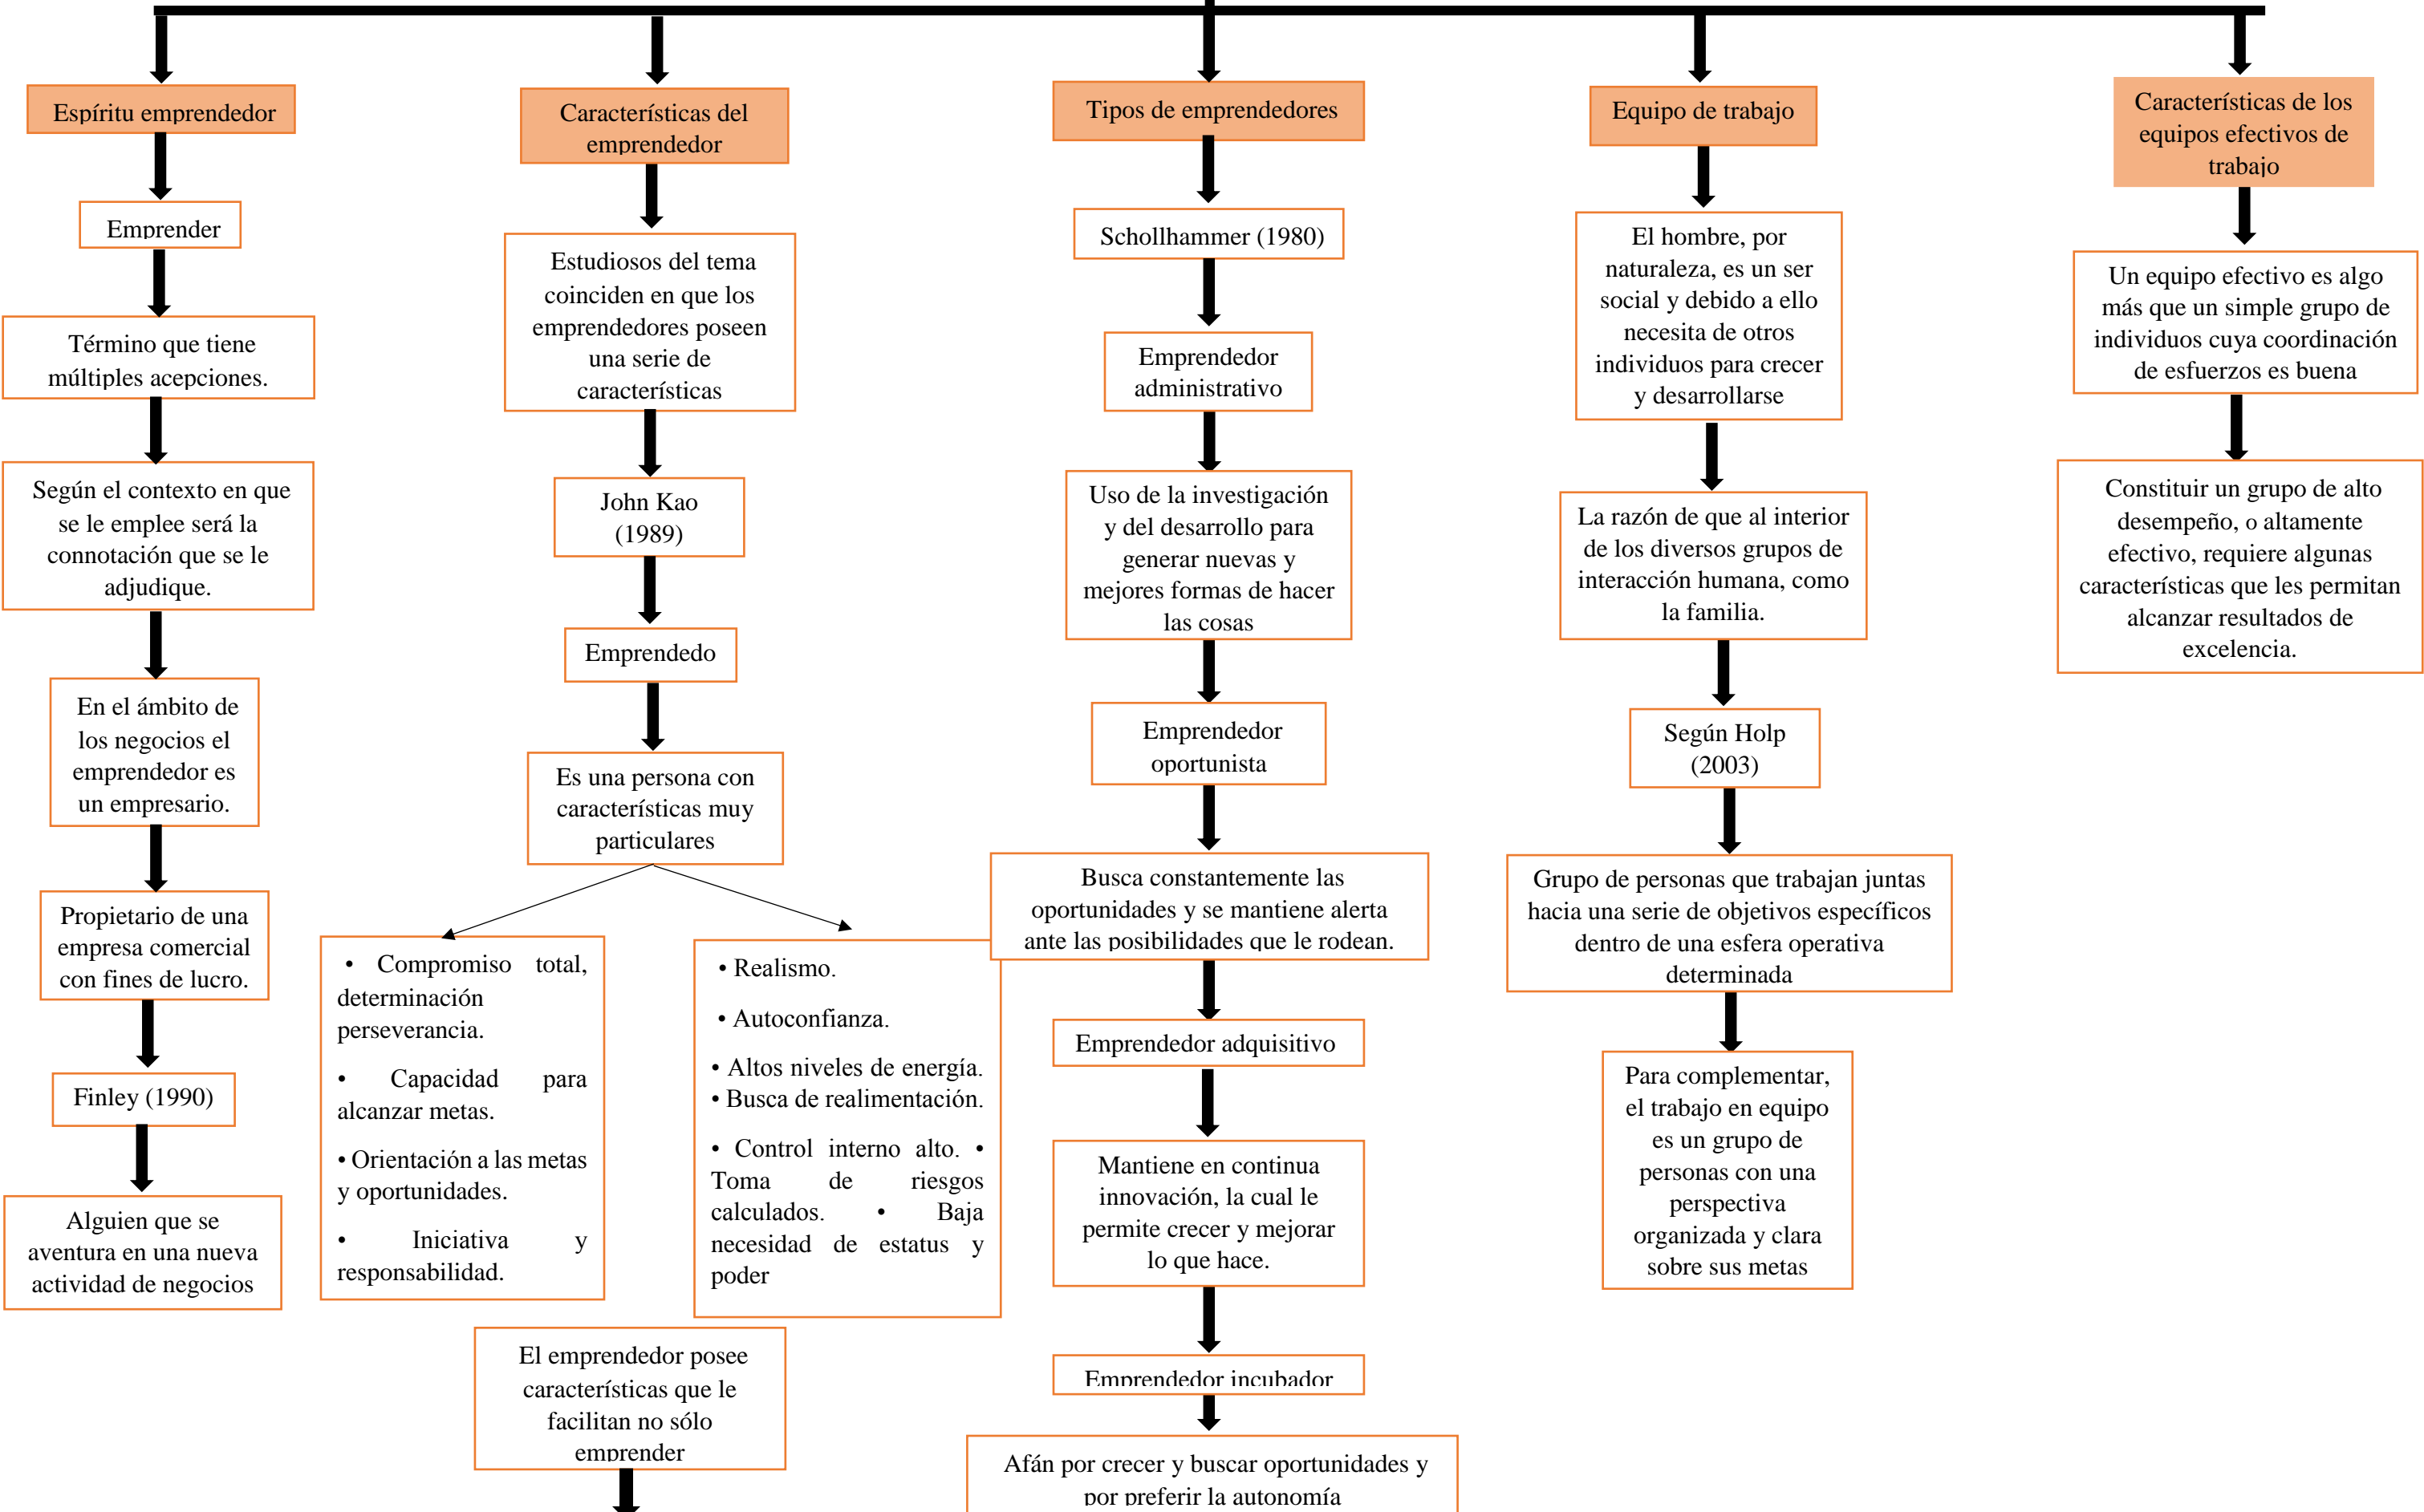 Espíritu emprendedor
Emprender
Término que tiene
múltiples acepciones.
Según el contexto en que
se le emplee será la
connotación que se le
adjudique.
En el ámbito de
los negocios el
emprendedor es
un empresario.
Propietario de una
empresa comercial
con fines de lucro.
Finley (1990)
Alguien que se
aventura en una nueva
actividad de negocios
Características del
emprendedor
Estudiosos del tema
coinciden en que los
emprendedores poseen
una serie de
características
John Kao
(1989)
Emprendedo
Es una persona con
características muy
particulares
• Compromiso total,
determinación
perseverancia.
• Capacidad para
alcanzar metas.
• Orientación a las metas
y oportunidades.
• Iniciativa y
responsabilidad.
• Realismo.
• Autoconfianza.
• Altos niveles de energía.
• Busca de realimentación.
• Control interno alto. •
Toma de riesgos
calculados. • Baja
necesidad de estatus y
poder
El emprendedor posee
características que le
facilitan no sólo
emprender
Tipos de emprendedores
Schollhammer (1980)
Emprendedor
administrativo
Uso de la investigación
y del desarrollo para
generar nuevas y
mejores formas de hacer
las cosas
Emprendedor
oportunista
Busca constantemente las
oportunidades y se mantiene alerta
ante las posibilidades que le rodean.
Emprendedor adquisitivo
Mantiene en continua
innovación, la cual le
permite crecer y mejorar
lo que hace.
Emprendedor incubador
Afán por crecer y buscar oportunidades y
por preferir la autonomía
Equipo de trabajo
El hombre, por
naturaleza, es un ser
social y debido a ello
necesita de otros
individuos para crecer
y desarrollarse
La razón de que al interior
de los diversos grupos de
interacción humana, como
la familia.
Según Holp
(2003)
Grupo de personas que trabajan juntas
hacia una serie de objetivos específicos
dentro de una esfera operativa
determinada
Para complementar,
el trabajo en equipo
es un grupo de
personas con una
perspectiva
organizada y clara
sobre sus metas
Características de los
equipos efectivos de
trabajo
Un equipo efectivo es algo
más que un simple grupo de
individuos cuya coordinación
de esfuerzos es buena
Constituir un grupo de alto
desempeño, o altamente
efectivo, requiere algunas
características que les permitan
alcanzar resultados de
excelencia.